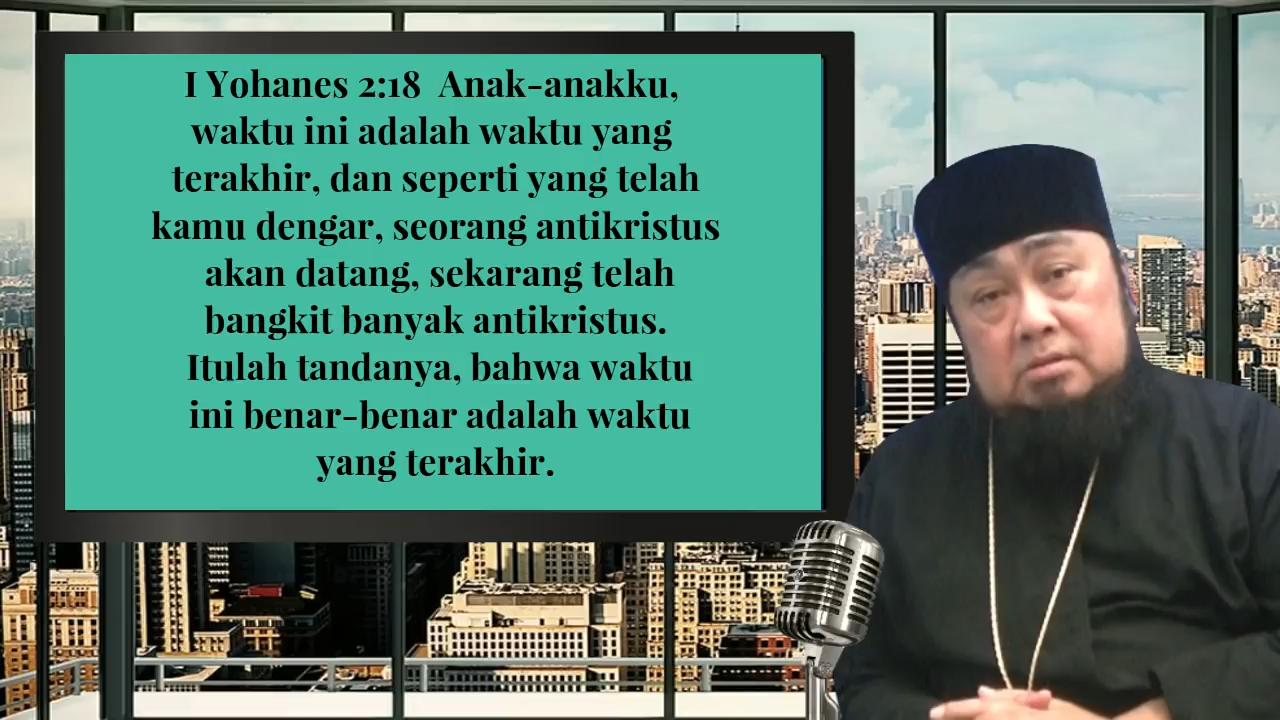 I Yohanes 2:18 Anak-anakku,
waktu ini adalah waktu yang
terakhir, dan seperti yang telah
kamu dengar, seorang antikristus
akan datang, sekarang telah
bangkit banyak antikristus.
Itulah tandanya, bahwa waktu
ini benar-benar adalah waktu
yang terakhir.